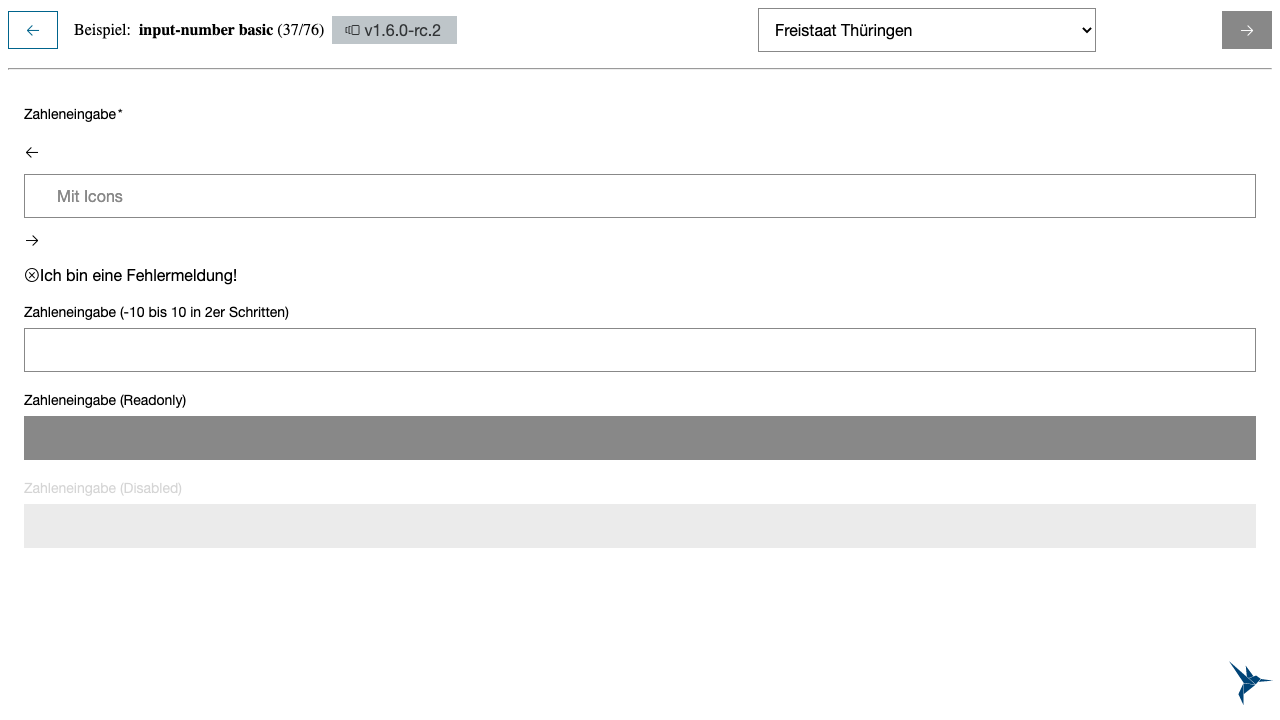 Beispiel: input-number basic (37/76) v1.6.0-rc.2 Freistaat Thüringen
Zahleneingabe*
Mit Icons
Ich bin eine Fehlermeldung!
Zahleneingabe (-10 bis 10 in 2er Schritten)
Zahleneingabe (Readonly)
Zahleneingabe (Disabled)